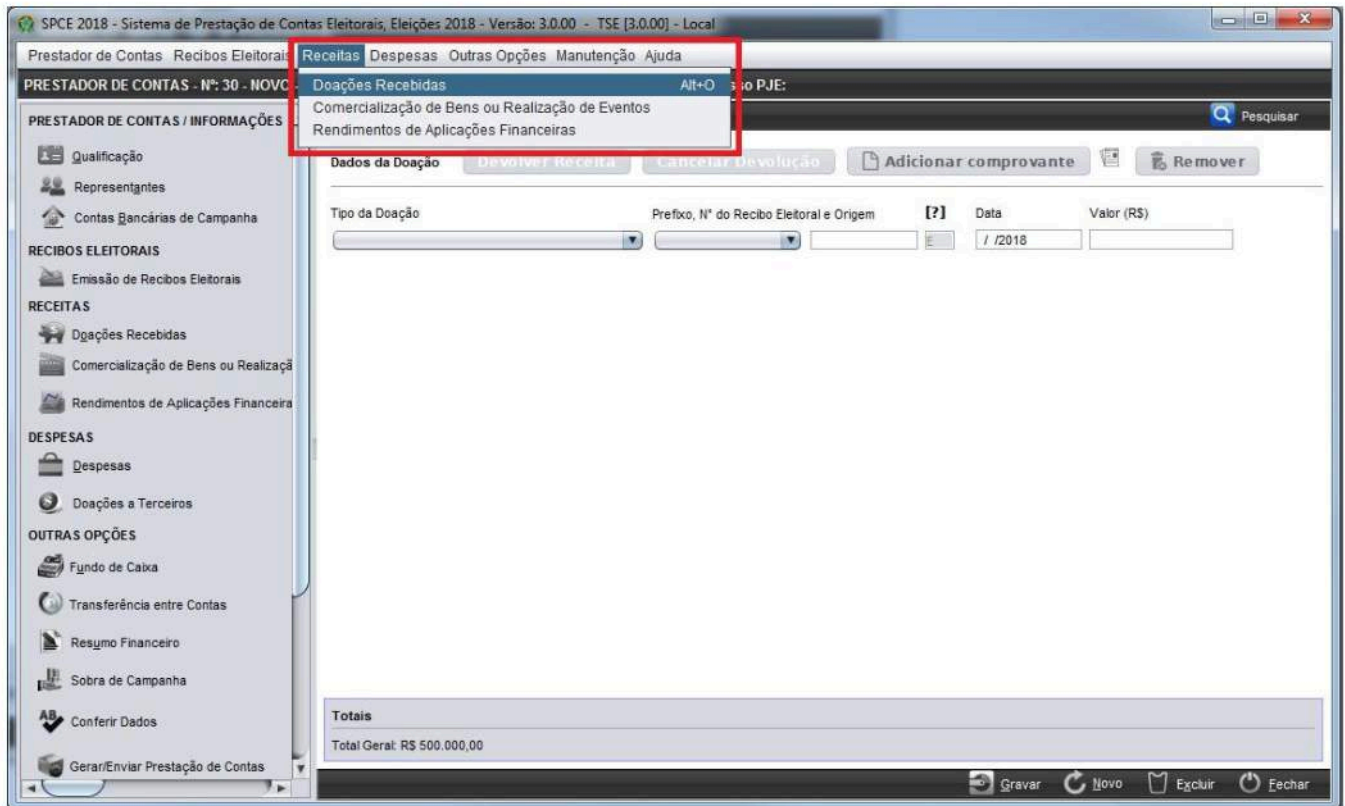 SPCE 2018 - Sistema de Prestação de Contas Eleitorais, Eleições 2018 - Versão: 3.0.00 - TSE [3.0.00] - Local
Prestador de Contas Recibos Eleitorais Receitas Despesas Outras Opções Manutenção Ajuda
PRESTADOR DE CONTAS - Nº: 30 - NOVO - so PJE:
Doações Recebidas Alt+O
Comercialização de Bens ou Realização de Eventos
Rendimentos de Aplicações Financeiras
Pesquisar
PRESTADOR DE CONTAS / INFORMAÇÕES
Qualificação
Representantes
Contas Bancárias de Campanha
RECIBOS ELEITORAIS
Emissão de Recibos Eleitorais
RECEITAS
Doações Recebidas
Comercialização de Bens ou Realizaçã
Rendimentos de Aplicações Financeira
DESPESAS
Despesas
Doações a Terceiros
OUTRAS OPÇÕES
Fundo de Caixa
Transferência entre Contas
Resumo Financeiro
Sobra de Campanha
Conferir Dados
Gerar/Enviar Prestação de Contas
Dados da Doação Devolver Receita Cancelar Devolução Adicionar comprovante Remover
Tipo da Doação Prefixo, N° do Recibo Eleitoral e Origem [?] Data Valor (R$)
E / /2018
Totais
Total Geral: R$ 500.000,00
Gravar Novo Excluir Fechar